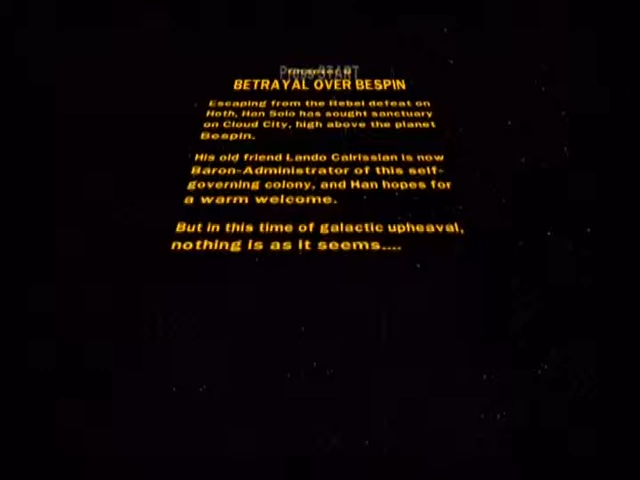 Press START
BETRAYAL OVER BESPIN
Escaping from the Rebel defeat on
Hoth, Han Solo has sought sanctuary
on Cloud City, high above the planet
Bespin.
His old friend Lando Calrissian is now
Baron-Administrator of this self-
governing colony, and Han hopes for
a warm welcome.
But in this time of galactic upheaval,
nothing is as it seems....